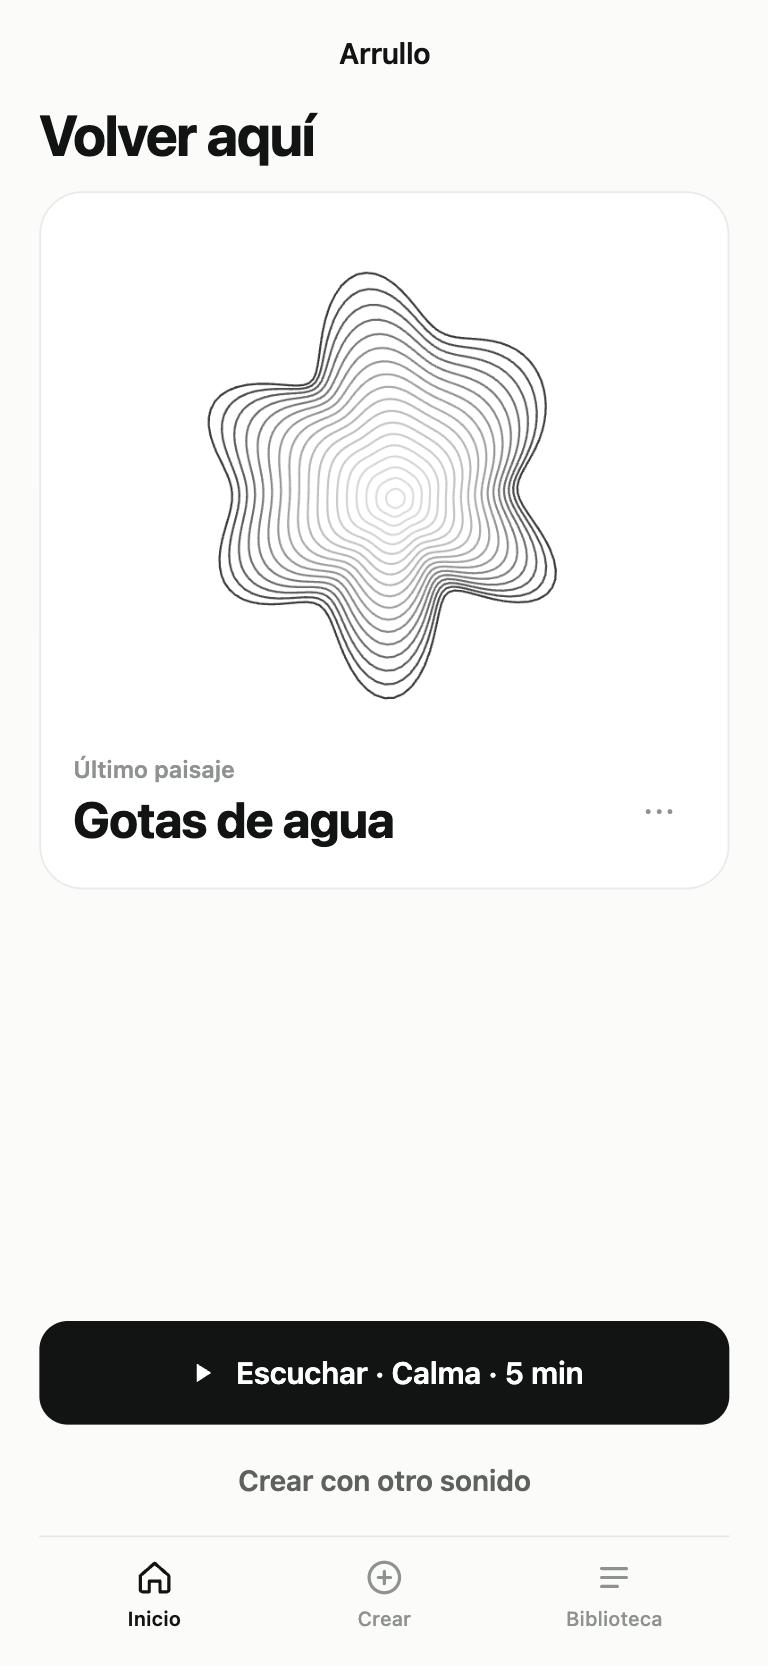 Arrullo
Volver aquí
Último paisaje
Gotas de agua
Escuchar · Calma · 5 min
Crear con otro sonido
Inicio
Crear
Biblioteca